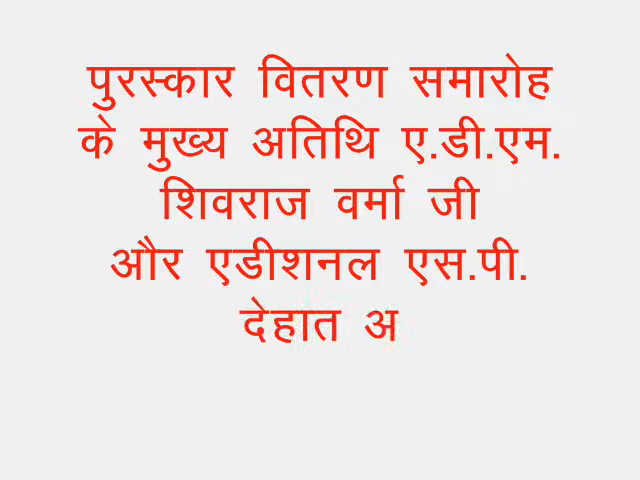 पुरस्कार वितरण समारोह
के मुख्य अतिथि ए.डी.एम.
शिवराज वर्मा जी
और एडीशनल एस.पी.
देहात अ